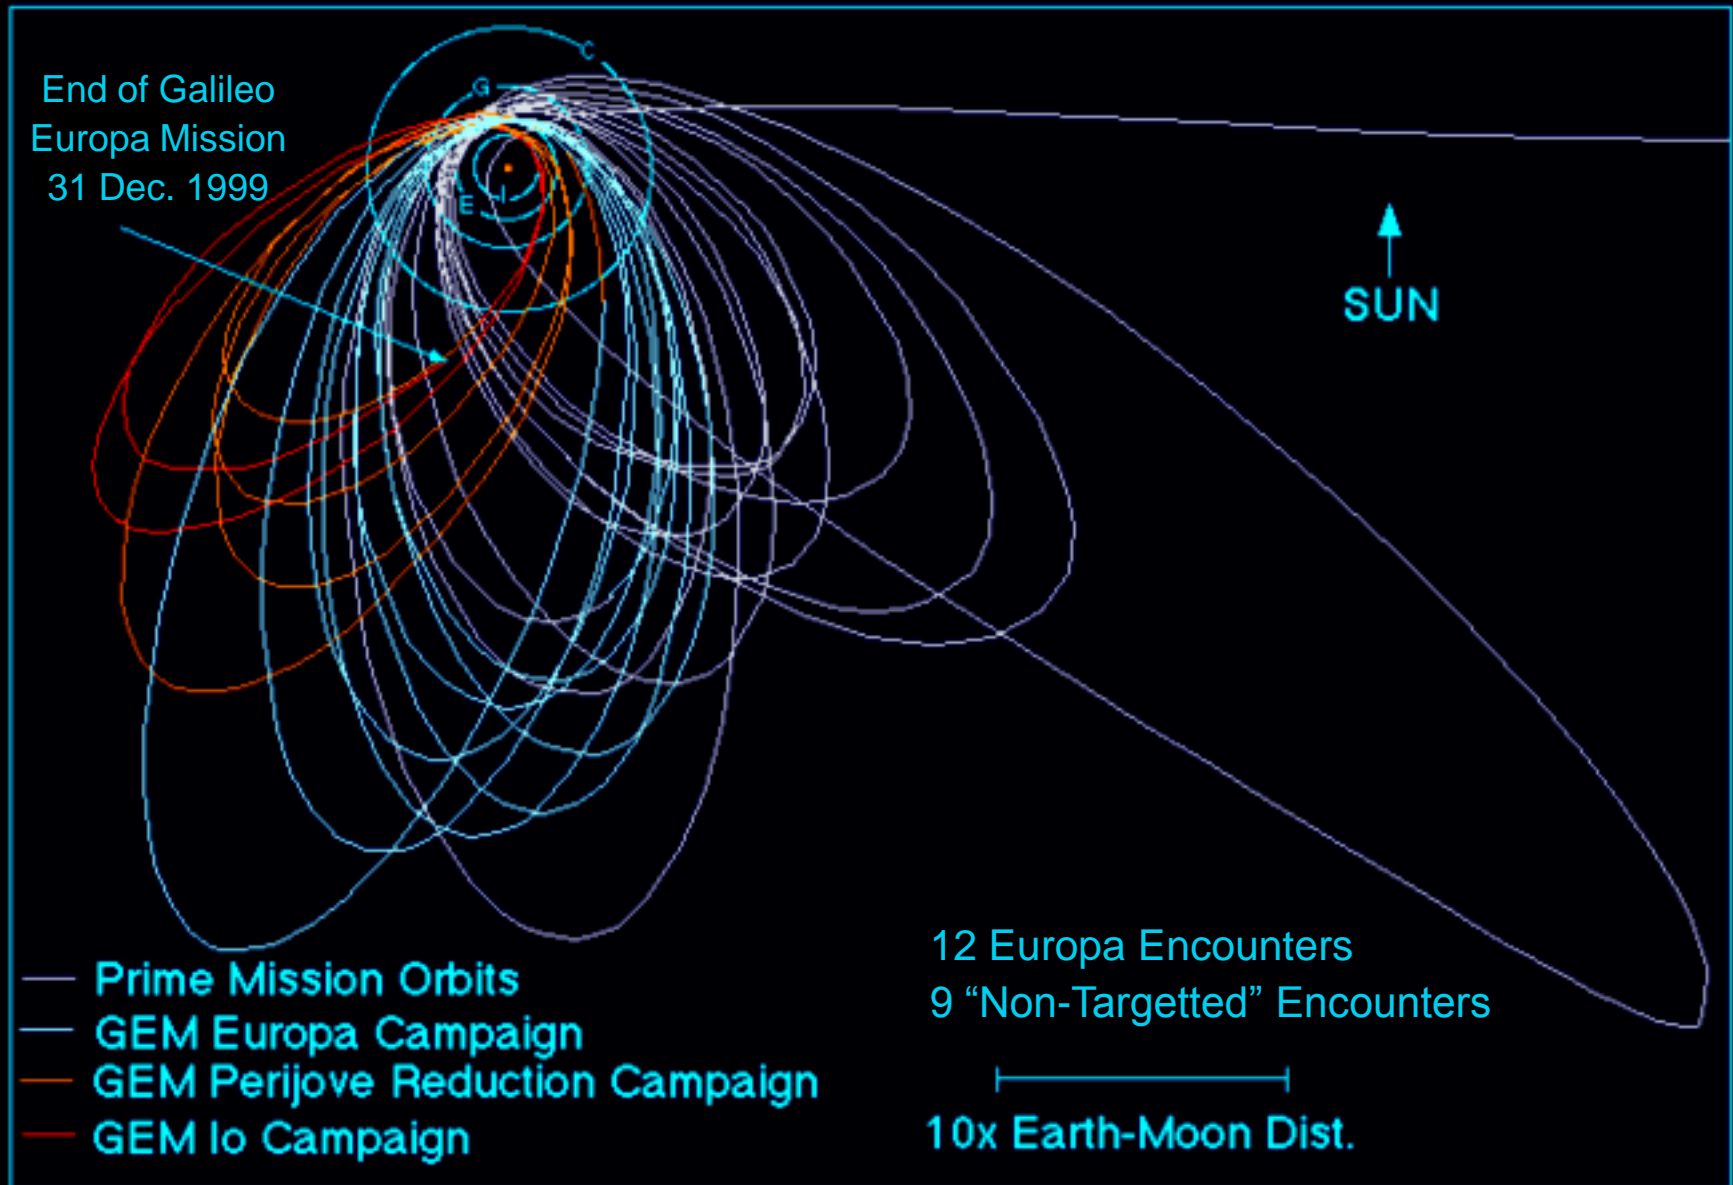 C
G
End of Galileo
Europa Mission
31 Dec. 1999
I
E
SUN
12 Europa Encounters
9 “Non-Targetted” Encounters
Prime Mission Orbits
GEM Europa Campaign
GEM Perijove Reduction Campaign
GEM Io Campaign
10x Earth-Moon Dist.